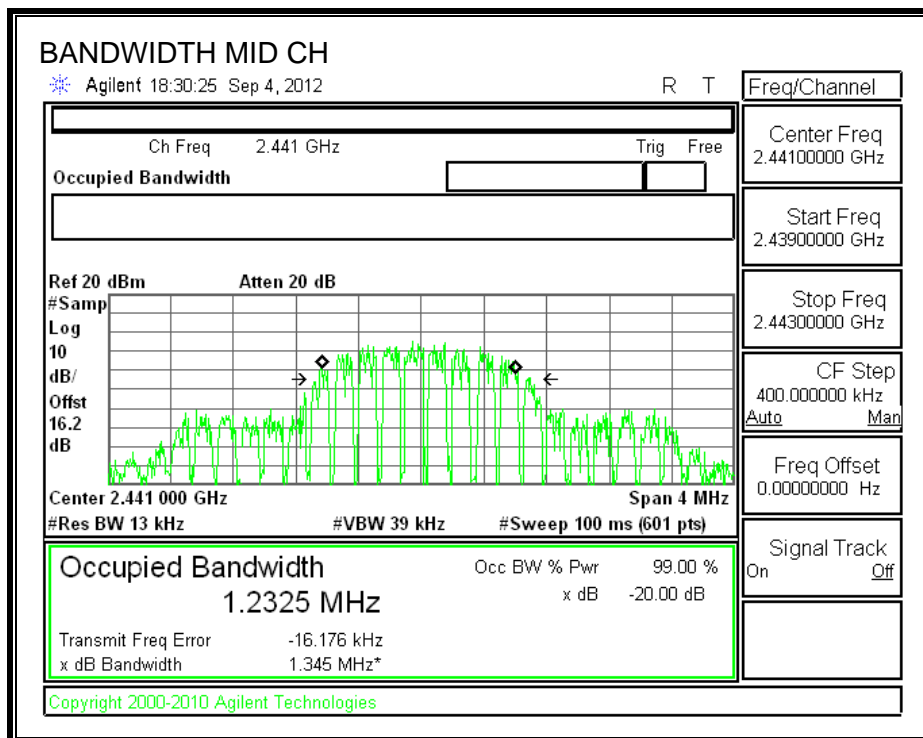 BANDWIDTH MID CH
Agilent 18:30:25 Sep 4, 2012 R T
Freq/Channel
Ch Freq 2.441 GHz Trig Free
Occupied Bandwidth
Center Freq
2.44100000 GHz
Start Freq
2.43900000 GHz
Stop Freq
2.44300000 GHz
CF Step
400.000000 kHz
Auto Man
Freq Offset
0.00000000 Hz
Signal Track
On Off
Ref 20 dBm Atten 20 dB
#Samp
Log
10
dB/
Offst
16.2
dB
Center 2.441 000 GHz Span 4 MHz
#Res BW 13 kHz #VBW 39 kHz #Sweep 100 ms (601 pts)
Occupied Bandwidth Occ BW % Pwr 99.00 %
1.2325 MHz x dB -20.00 dB
Transmit Freq Error -16.176 kHz
x dB Bandwidth 1.345 MHz*
Copyright 2000-2010 Agilent Technologies